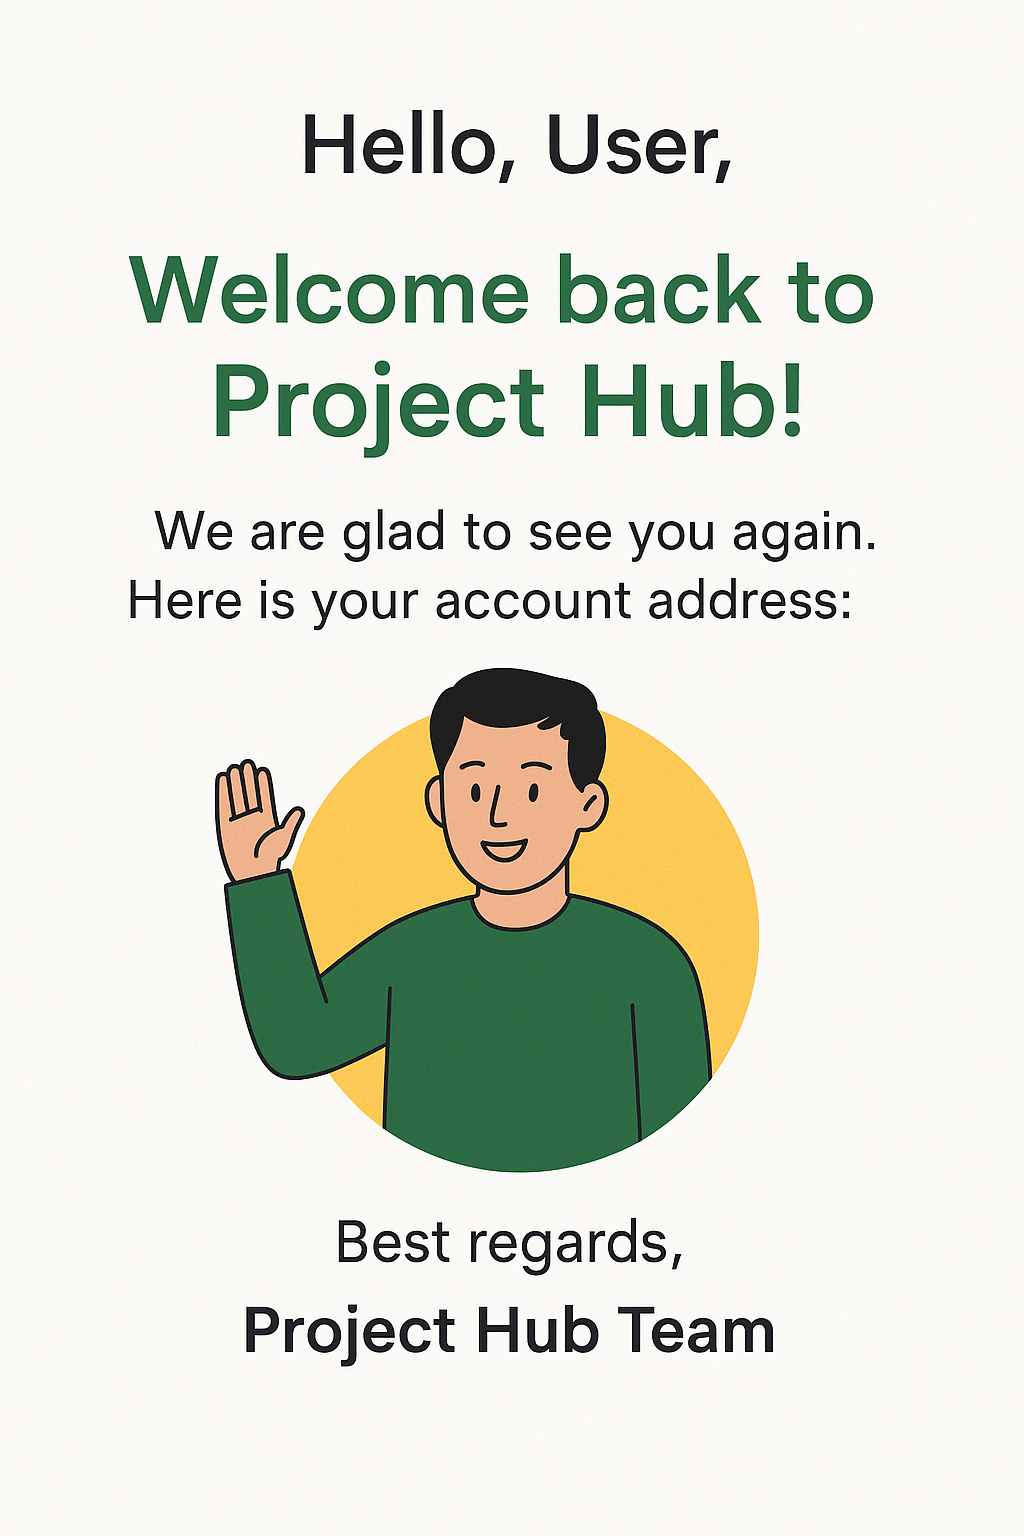 Hello, User,
Welcome back to
Project Hub!
We are glad to see you again.
Here is your account address:
Best regards,
Project Hub Team